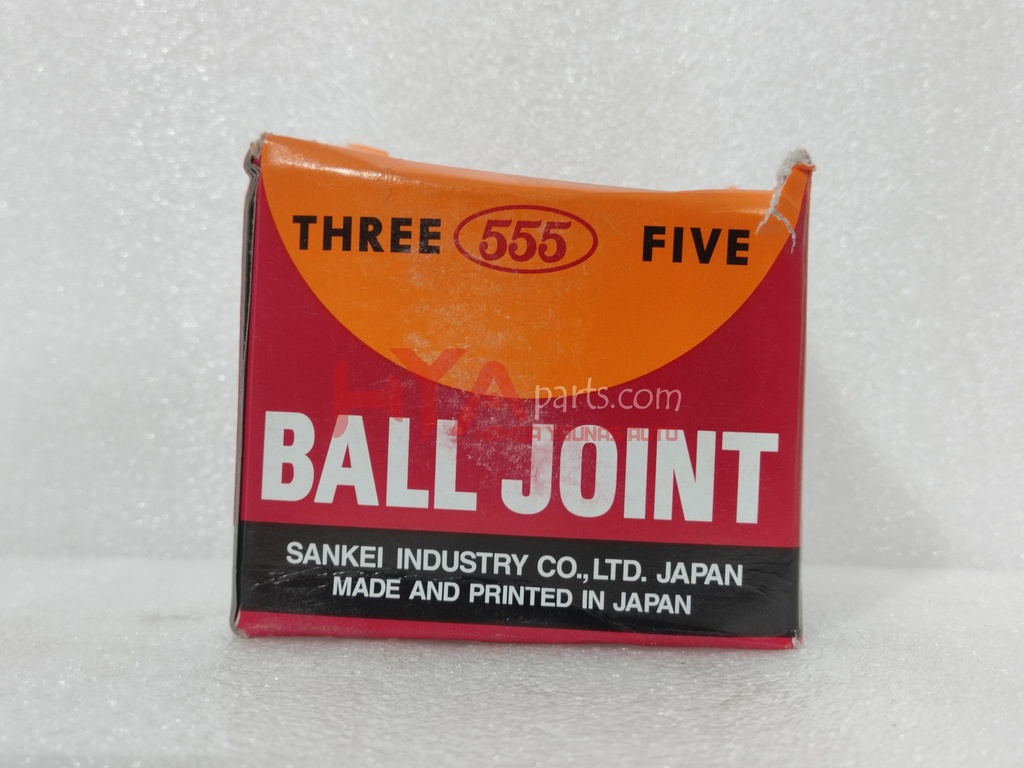 THREE 555 FIVE
HYA parts.com
BALL JOINT
SANKEI INDUSTRY CO.,LTD. JAPAN
MADE AND PRINTED IN JAPAN